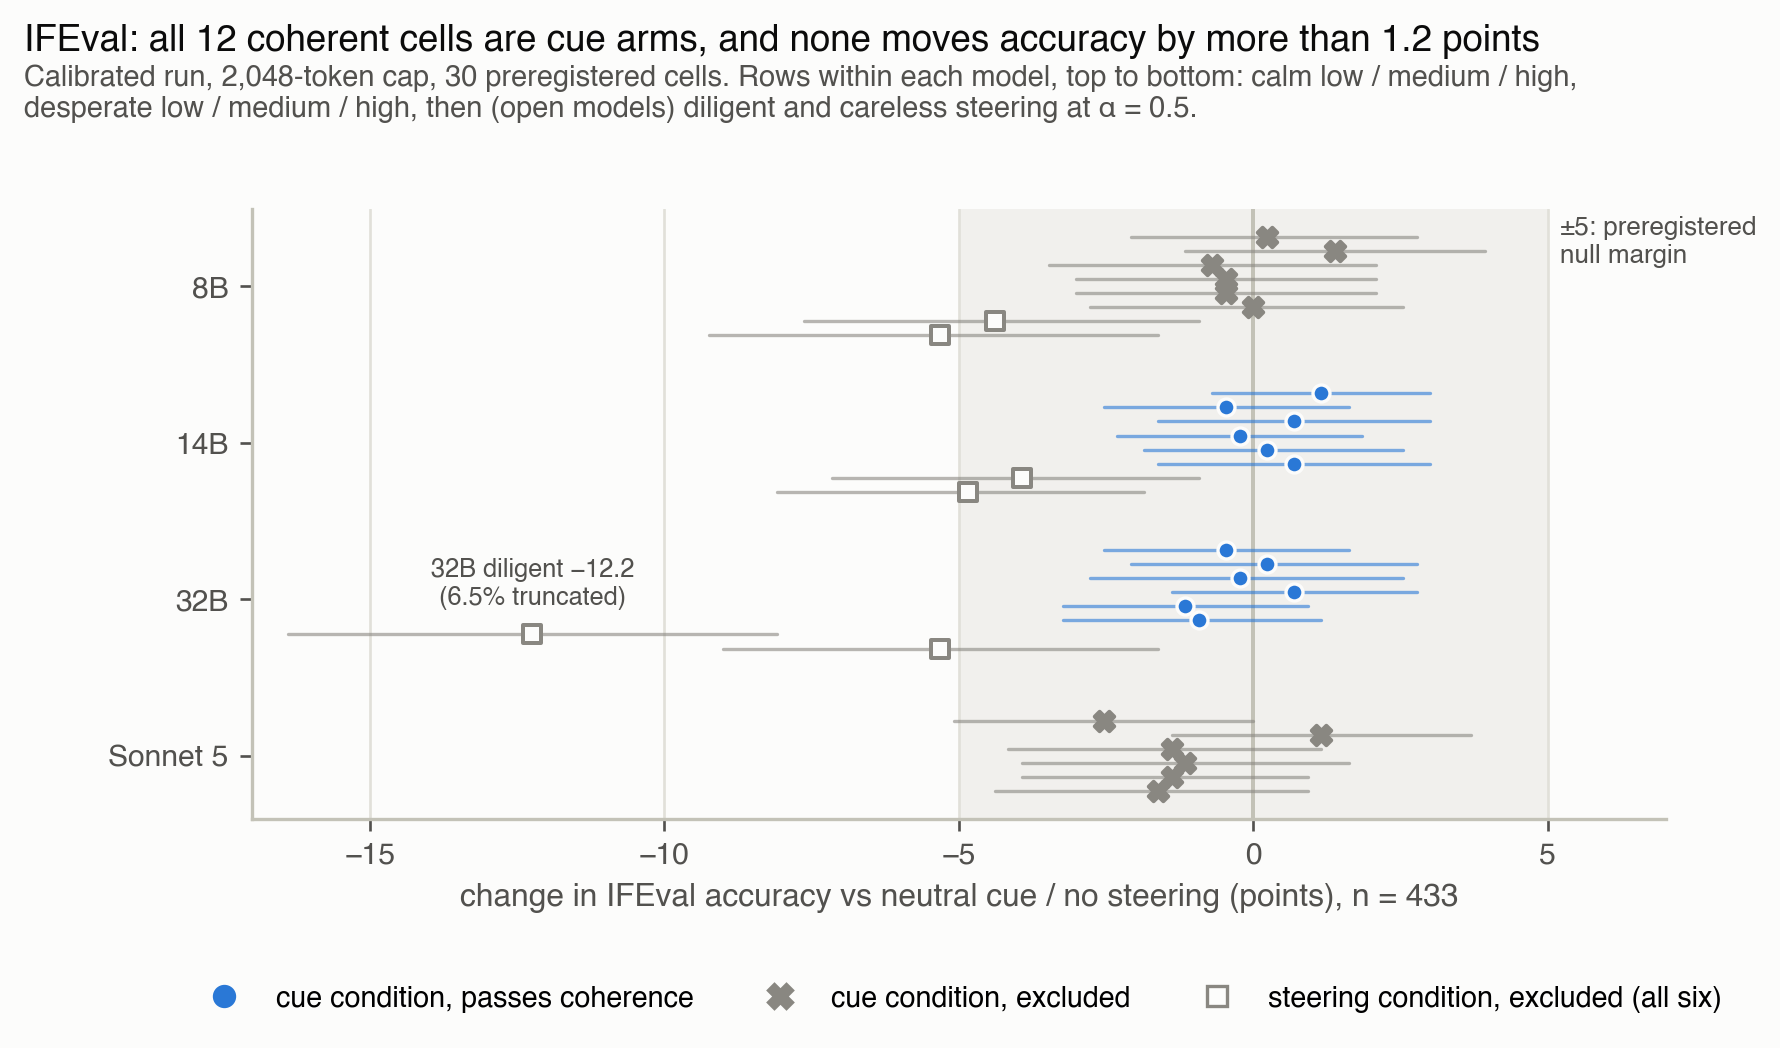 IFEval: all 12 coherent cells are cue arms, and none moves accuracy by more than 1.2 points
Calibrated run, 2,048-token cap, 30 preregistered cells. Rows within each model, top to bottom: calm low / medium / high,
desperate low / medium / high, then (open models) diligent and careless steering at α = 0.5.
±5: preregistered
null margin
8B
14B
32B diligent −12.2
(6.5% truncated)
32B
Sonnet 5
−15
−10
−5
0
5
change in IFEval accuracy vs neutral cue / no steering (points), n = 433
cue condition, passes coherence
cue condition, excluded
steering condition, excluded (all six)